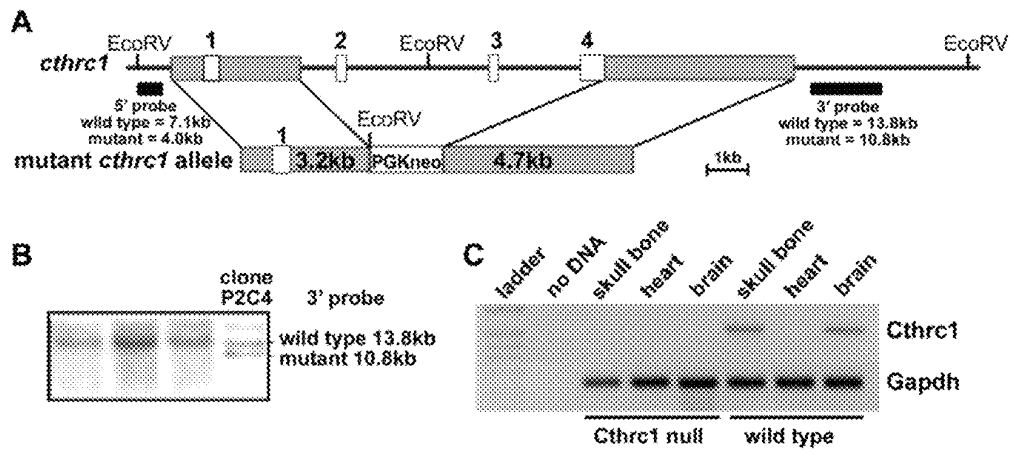 A
EcoRV 1 2 EcoRV 3 4 EcoRV
cthrc1
5' probe
wild type = 7.1kb
mutant = 4.0kb
3' probe
wild type = 13.8kb
mutant = 10.8kb
EcoRV
1
mutant cthrc1 allele 3.2kb PGKneo 4.7kb
1kb
B
clone
P2C4 3' probe
wild type 13.8kb
mutant 10.8kb
C
ladder no DNA skull bone heart brain skull bone heart brain
Cthrc1
Gapdh
Cthrc1 null wild type